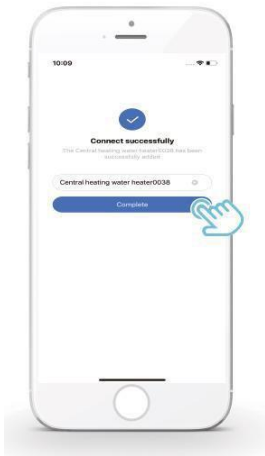 10:09
Connect successfully
The Central heating water heater0038 has been
successfully added
Central heating water heater0038
Complete